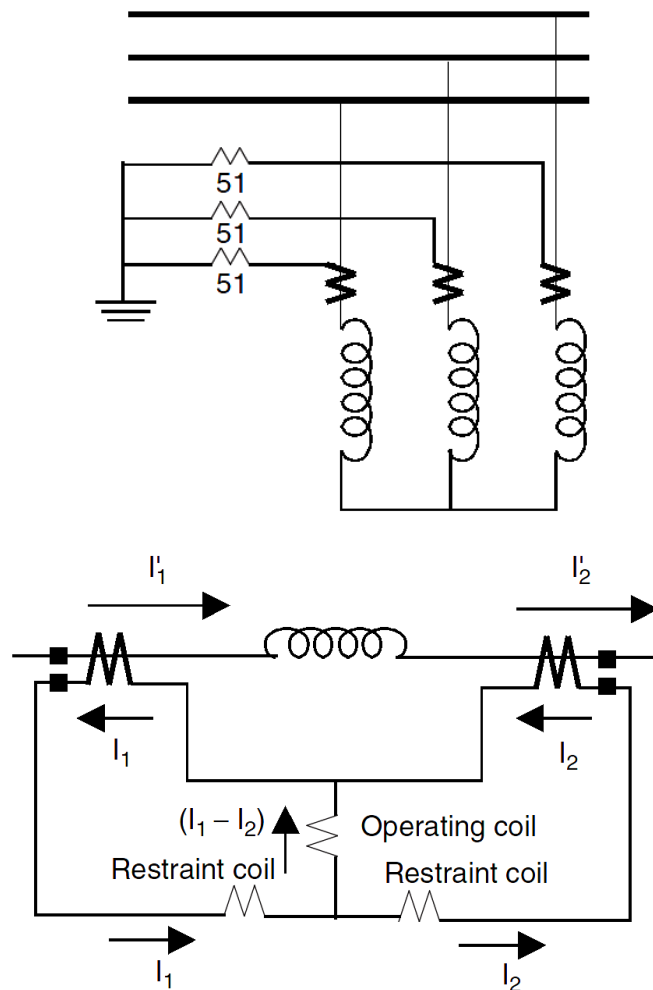 51
51
51
I'1
I'2
I1
I2
(I1 – I2)
Operating coil
Restraint coil
Restraint coil
I1
I2